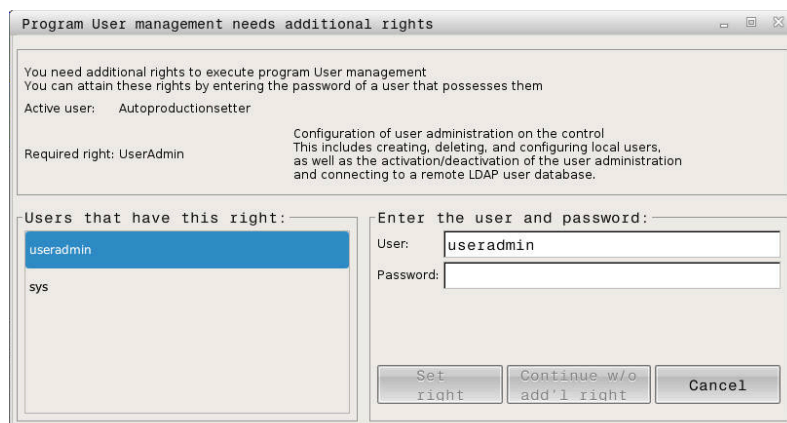 Program User management needs additional rights
You need additional rights to execute program User management
You can attain these rights by entering the password of a user that possesses them
Active user: Autoproductionsetter
Required right: UserAdmin
Configuration of user administration on the control
This includes creating, deleting, and configuring local users,
as well as the activation/deactivation of the user administration
and connecting to a remote LDAP user database.
Users that have this right:
useradmin
sys
Enter the user and password:
User: useradmin
Password:
Set right
Continue w/o add'l right
Cancel